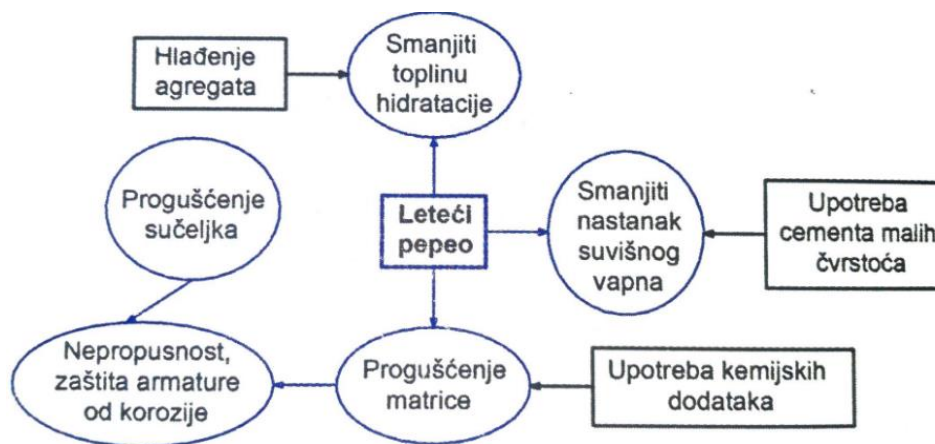 Hlađenje
agregata
Smanjiti
toplinu
hidratacije
Progušćenje
sučeljka
Leteći
pepeo
Smanjiti
nastanak
suvišnog
vapna
Upotreba
cementa malih
čvrstoća
Nepropusnost,
zaštita armature
od korozije
Progušćenje
matrice
Upotreba kemijskih
dodataka